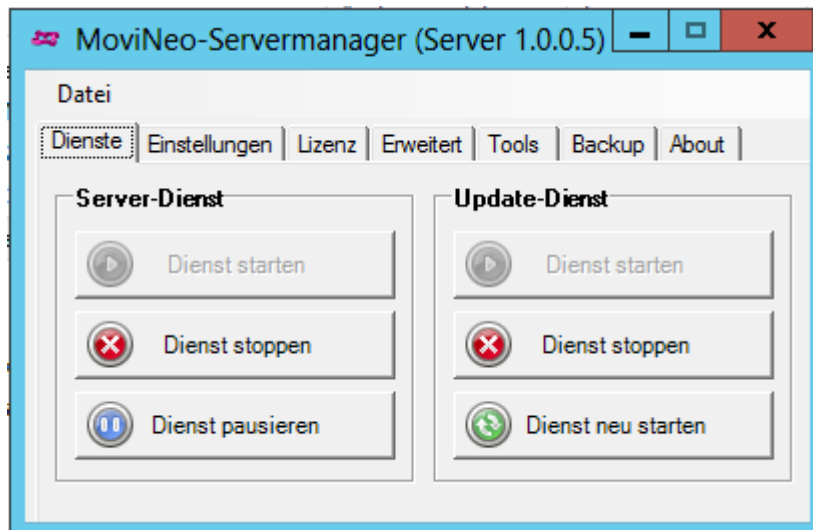 MoviNeo-Servermanager (Server 1.0.0.5)
Datei
Dienste Einstellungen Lizenz Erweitert Tools Backup About
Server-Dienst
Dienst starten
Dienst stoppen
Dienst pausieren
Update-Dienst
Dienst starten
Dienst stoppen
Dienst neu starten